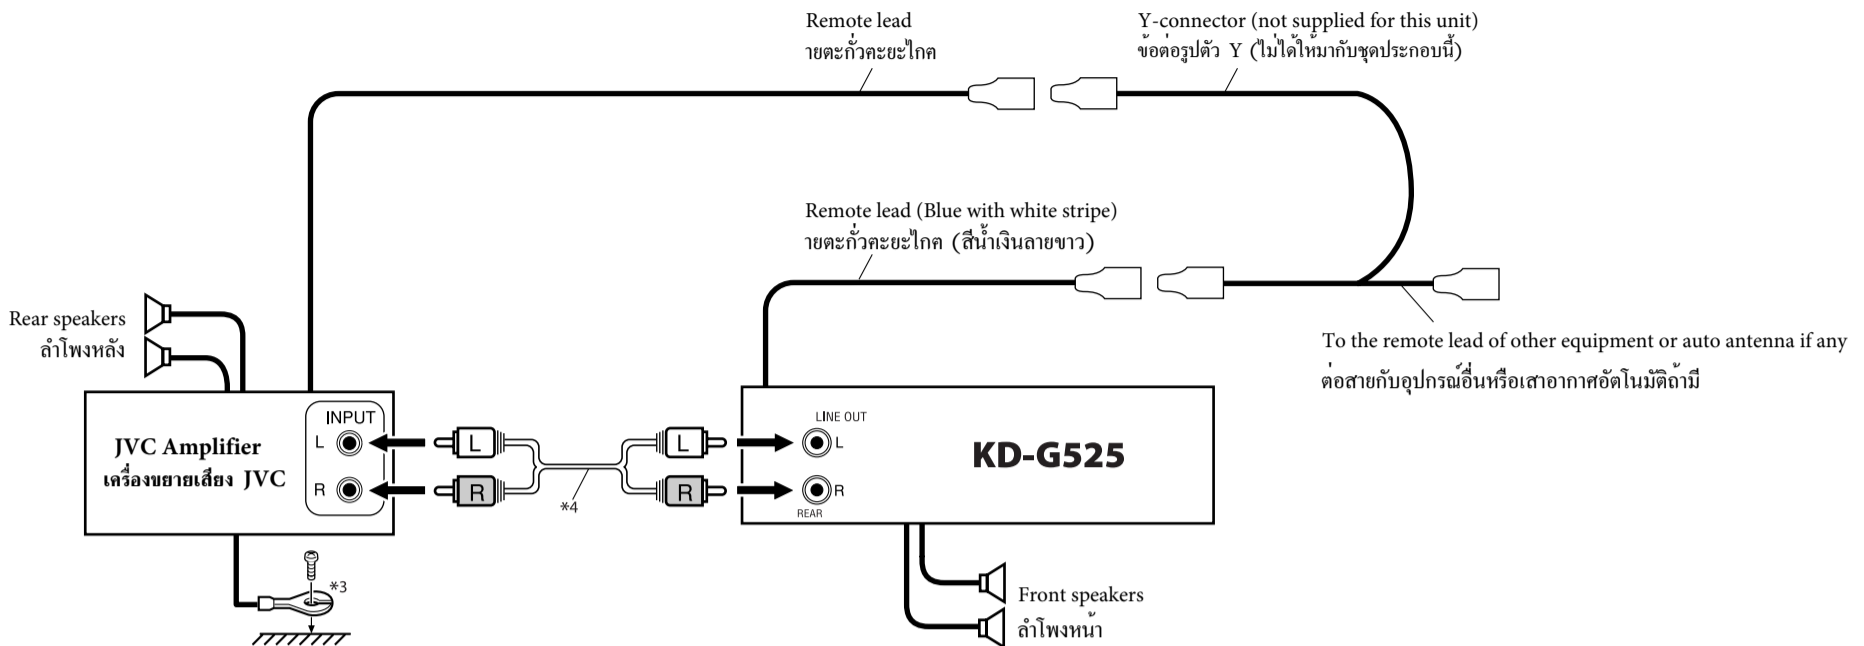 Remote lead
ายตะกั่วคะยะไกค
Y-connector (not supplied for this unit)
ข้อต่อรูปตัว Y (ไม่ได้ให้มากับชุดประกอบนี้)
Remote lead (Blue with white stripe)
ายตะกั่วคะยะไกค (สีน้ำเงินลายขาว)
Rear speakers
ลำโพงหลัง
To the remote lead of other equipment or auto antenna if any
ต่อสายกับอุปกรณ์อื่นหรือเสาอากาศอัตโนมัติถ้ามี
JVC Amplifier
เครื่องขยายเสียง JVC
INPUT
L
R
L
R
*4
L
R
LINE OUT
L
R
REAR
KD-G525
*3
Front speakers
ลำโพงหน้า